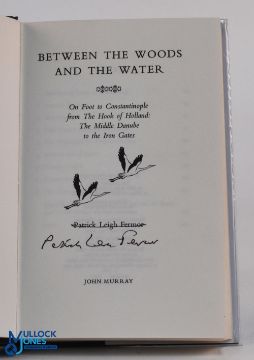 BETWEEN THE WOODS
AND THE WATER
On Foot to Constantinople
from The Hook of Holland:
The Middle Danube
to the Iron Gates
Patrick Leigh Fermor
Patrick Leigh Fermor
JOHN MURRAY
MULLOCK
JONES